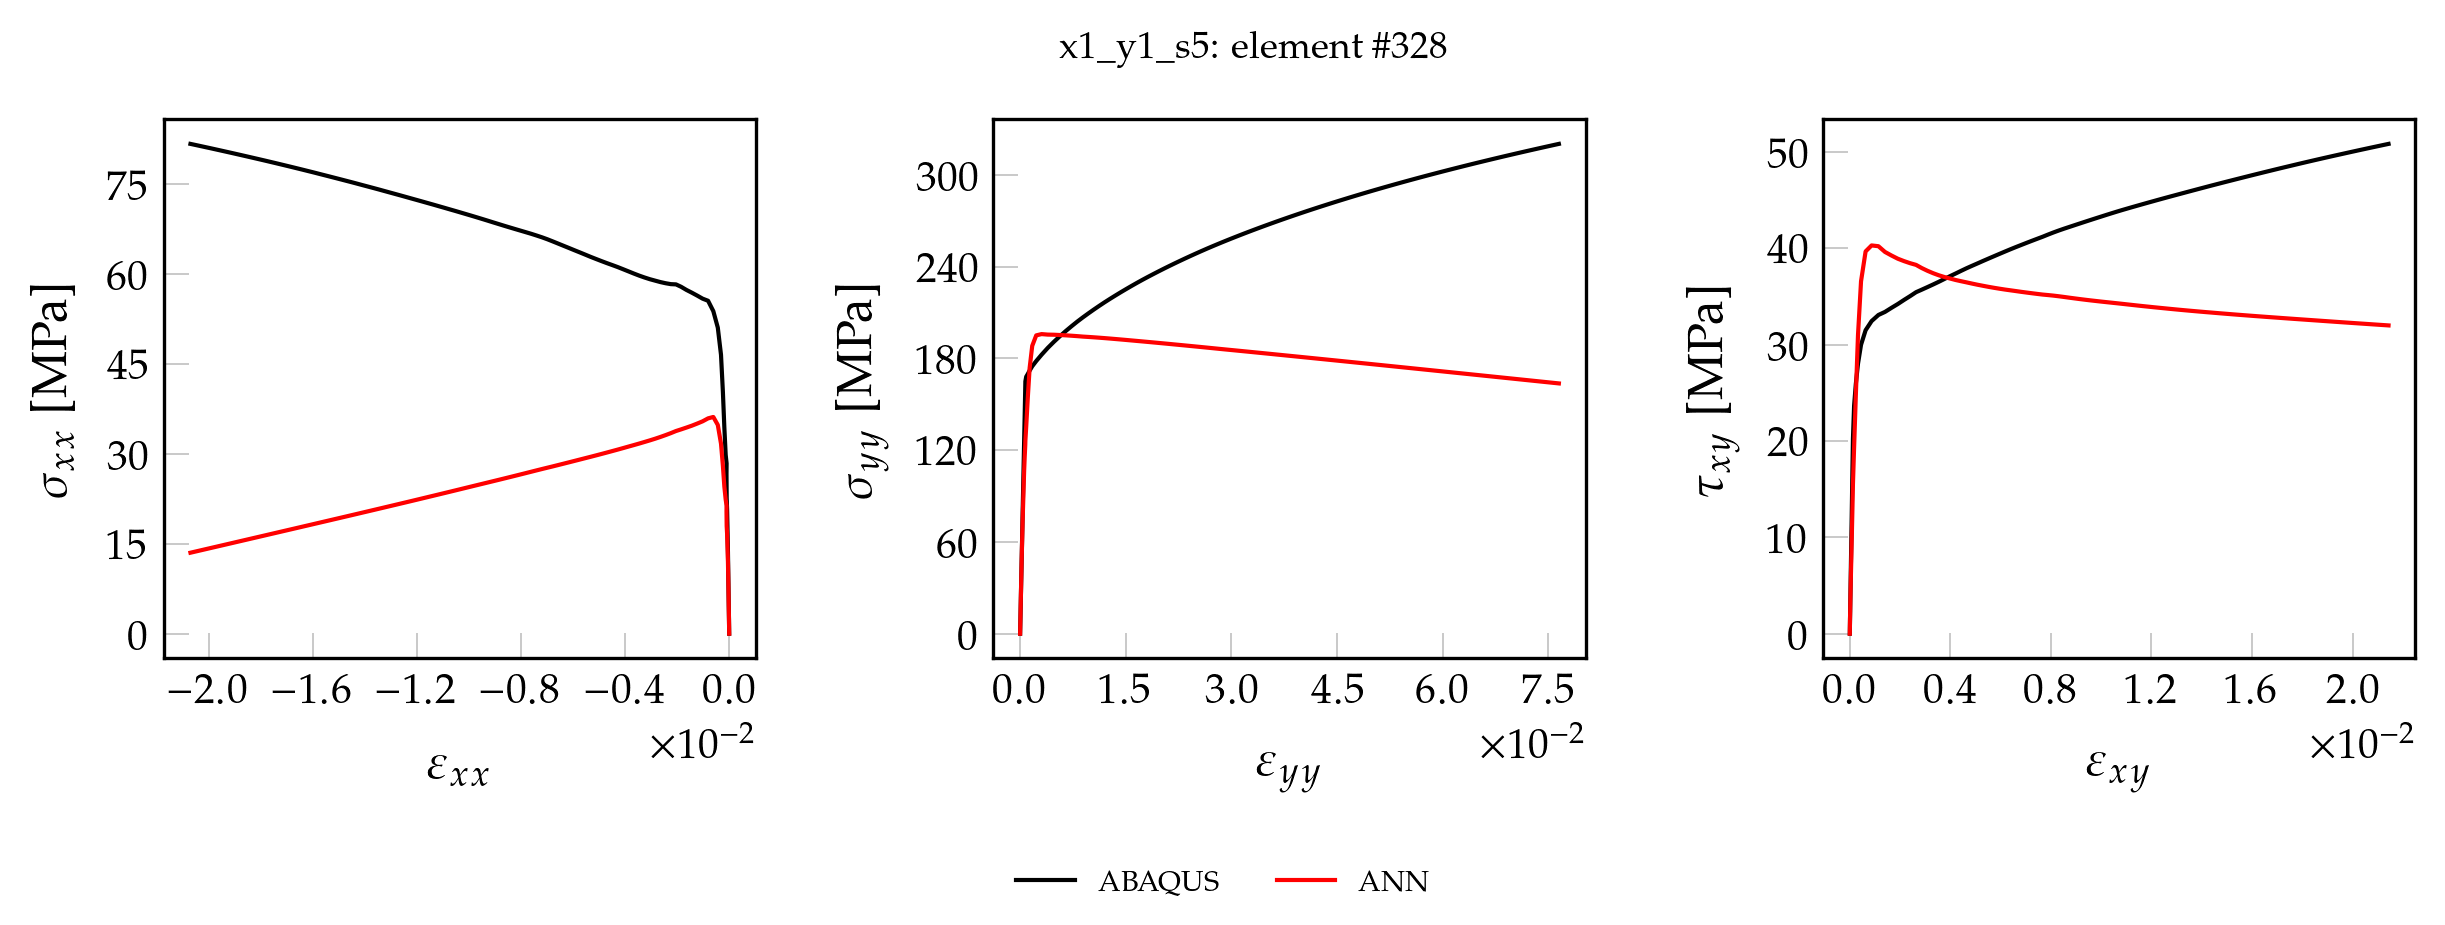 x1_y1_s5: element #328
σxx [MPa]
75
60
45
30
15
0
−2.0 −1.6 −1.2 −0.8 −0.4 0.0
×10−2
εxx
σyy [MPa]
300
240
180
120
60
0
0.0 1.5 3.0 4.5 6.0 7.5
×10−2
εyy
τxy [MPa]
50
40
30
20
10
0
0.0 0.4 0.8 1.2 1.6 2.0
×10−2
εxy
ABAQUS ANN